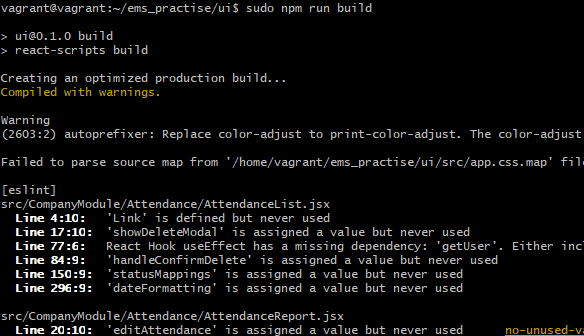 vagrant@vagrant:~/ems_practise/ui$ sudo npm run build
> ui@0.1.0 build
> react-scripts build
Creating an optimized production build...
Compiled with warnings.
Warning
(2603:2) autoprefixer: Replace color-adjust to print-color-adjust. The color-adjust
Failed to parse source map from '/home/vagrant/ems_practise/ui/src/app.css.map' file
[eslint]
src/CompanyModule/Attendance/AttendanceList.jsx
Line 4:10: 'Link' is defined but never used
Line 17:10: 'showDeleteModal' is assigned a value but never used
Line 77:6: React Hook useEffect has a missing dependency: 'getUser'. Either inc
Line 84:9: 'handleConfirmDelete' is assigned a value but never used
Line 150:9: 'statusMappings' is assigned a value but never used
Line 296:9: 'dateFormatting' is assigned a value but never used
src/CompanyModule/Attendance/AttendanceReport.jsx
Line 20:10: 'editAttendance' is assigned a value but never used no-unused-va